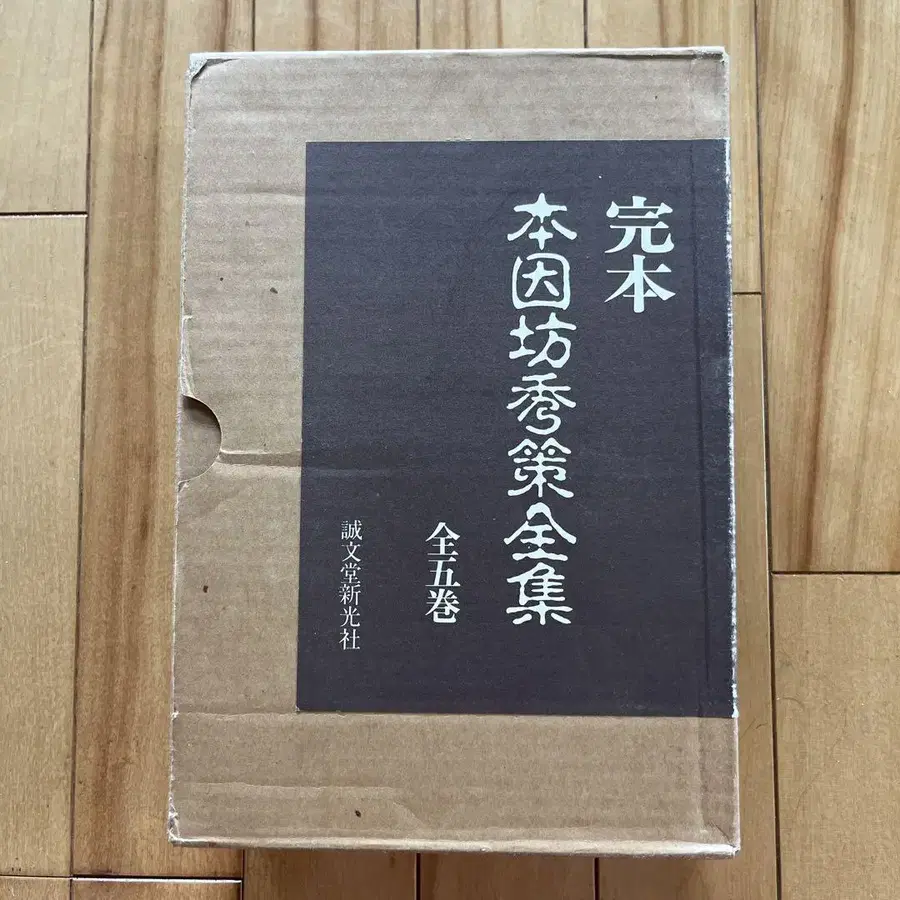 完本
本因坊秀策全集
全五巻
誠文堂新光社